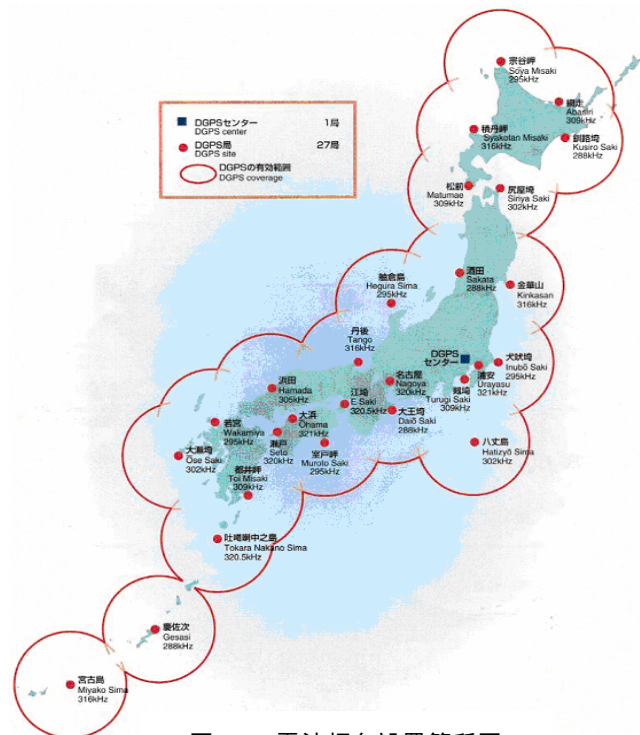 宗谷岬
Sōya Misaki
295kHz
網走
Abasiri
309kHz
積丹岬
Syakotan Misaki
316kHz
釧路埼
Kusiro Saki
288kHz
DGPSセンター 1局
DGPS center
DGPS局 27局
DGPS site
DGPSの有効範囲
DGPS coverage
松前
Matumae
309kHz
尻屋埼
Siriya Saki
302kHz
酒田
Sakata
288kHz
金華山
Kinkasan
316kHz
舳倉島
Hegura Sima
295kHz
丹後
Tango
316kHz
DGPS
センター
犬吠埼
Inubō Saki
295kHz
浦安
Urayasu
321kHz
剱埼
Turugi Saki
309kHz
名古屋
Nagoya
320kHz
浜田
Hamada
305kHz
江埼
E Saki
320.5kHz
大王埼
Daiō Saki
288kHz
若宮
Wakamiya
295kHz
大浜
Ōhama
321kHz
瀬戸
Seto
320kHz
室戸岬
Muroto Saki
295kHz
八丈島
Hatizyō Sima
302kHz
大瀬埼
Ōse Saki
302kHz
都井岬
Toi Misaki
309kHz
吐噶喇中之島
Tokara Nakano Sima
320.5kHz
慶佐次
Gesasi
288kHz
宮古島
Miyako Sima
316kHz